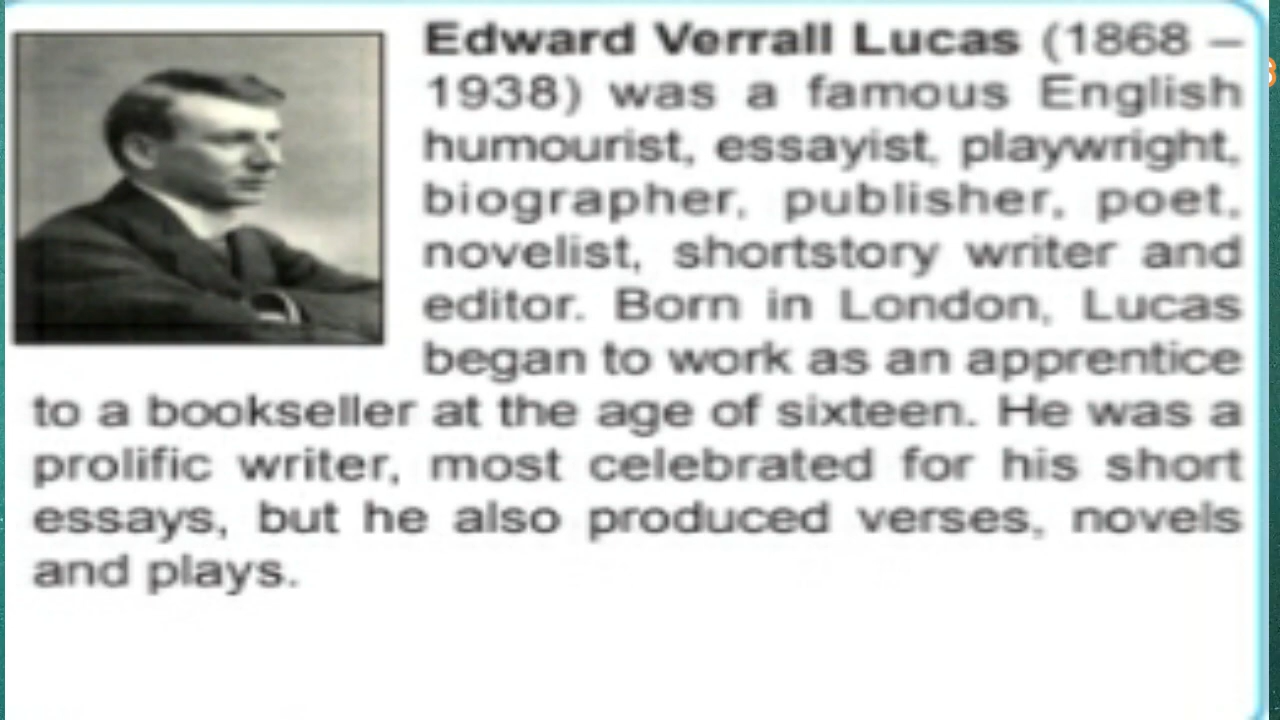 Edward Verrall Lucas (1868 –
1938) was a famous English
humourist, essayist, playwright,
biographer, publisher, poet,
novelist, shortstory writer and
editor. Born in London, Lucas
began to work as an apprentice
to a bookseller at the age of sixteen. He was a
prolific writer, most celebrated for his short
essays, but he also produced verses, novels
and plays.